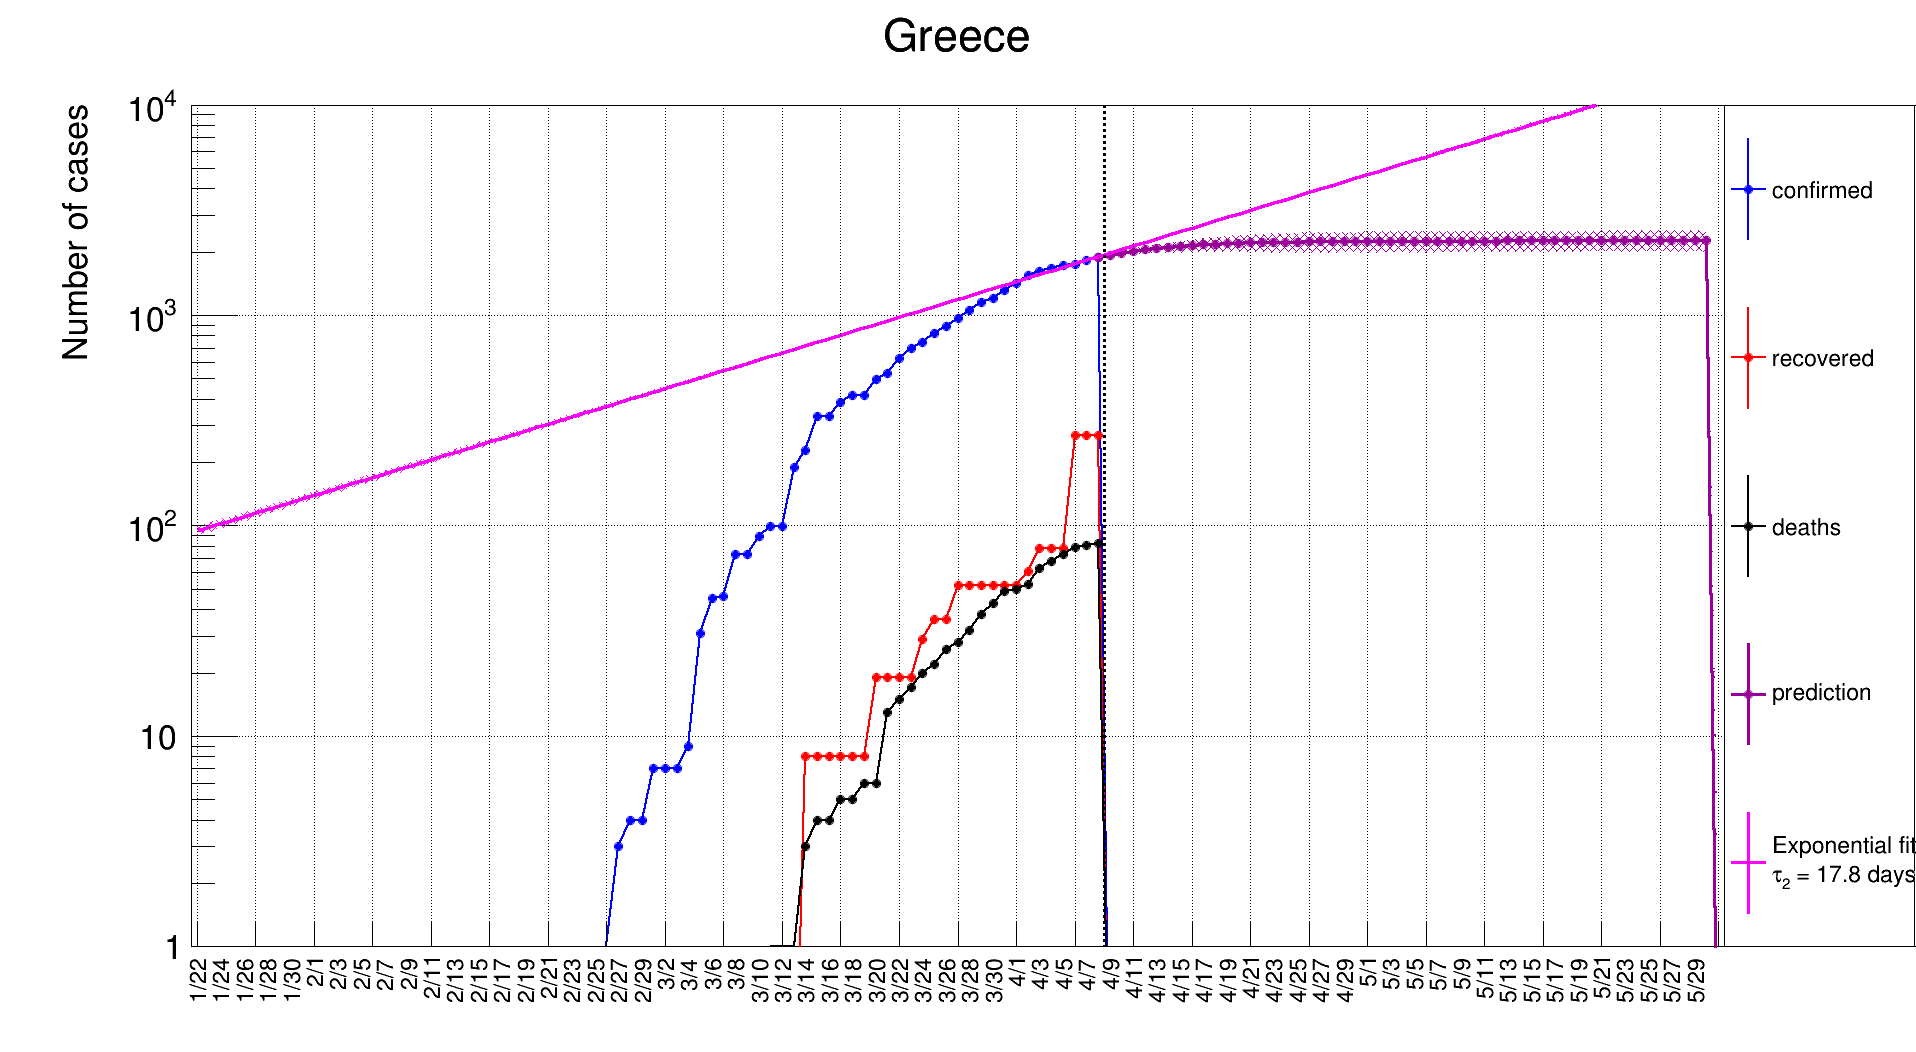 Greece
Number of cases
10^4
10^3
10^2
10
1
1/22 1/24 1/26 1/28 1/30 2/1 2/3 2/5 2/7 2/9 2/11 2/13 2/15 2/17 2/19 2/21 2/23 2/25 2/27 2/29 3/2 3/4 3/6 3/8 3/10 3/12 3/14 3/16 3/18 3/20 3/22 3/24 3/26 3/28 3/30 4/1 4/3 4/5 4/7 4/9 4/11 4/13 4/15 4/17 4/19 4/21 4/23 4/25 4/27 4/29 5/1 5/3 5/5 5/7 5/9 5/11 5/13 5/15 5/17 5/19 5/21 5/23 5/25 5/27 5/29
confirmed
recovered
deaths
prediction
Exponential fit
τ₂ = 17.8 days